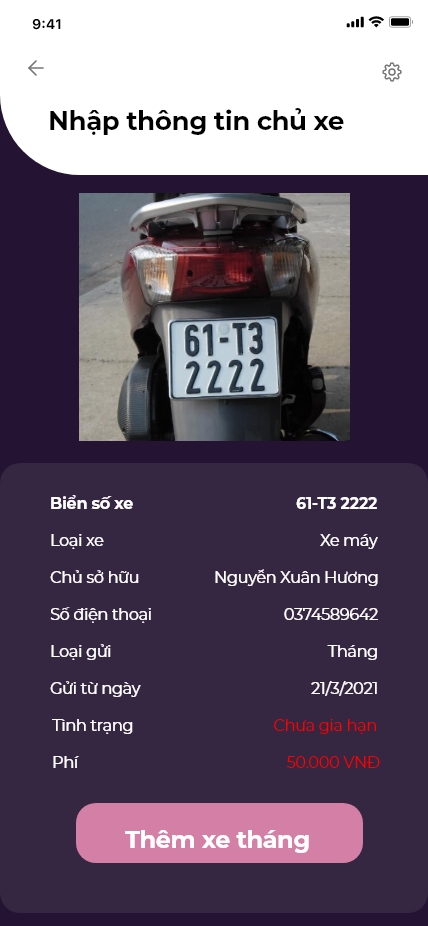 9:41
Nhập thông tin chủ xe
61-T3
2222
Biển số xe 61-T3 2222
Loại xe Xe máy
Chủ sở hữu Nguyễn Xuân Hương
Số điện thoại 0374589642
Loại gửi Tháng
Gửi từ ngày 21/3/2021
Tình trạng Chưa gia hạn
Phí 50.000 VNĐ
Thêm xe tháng